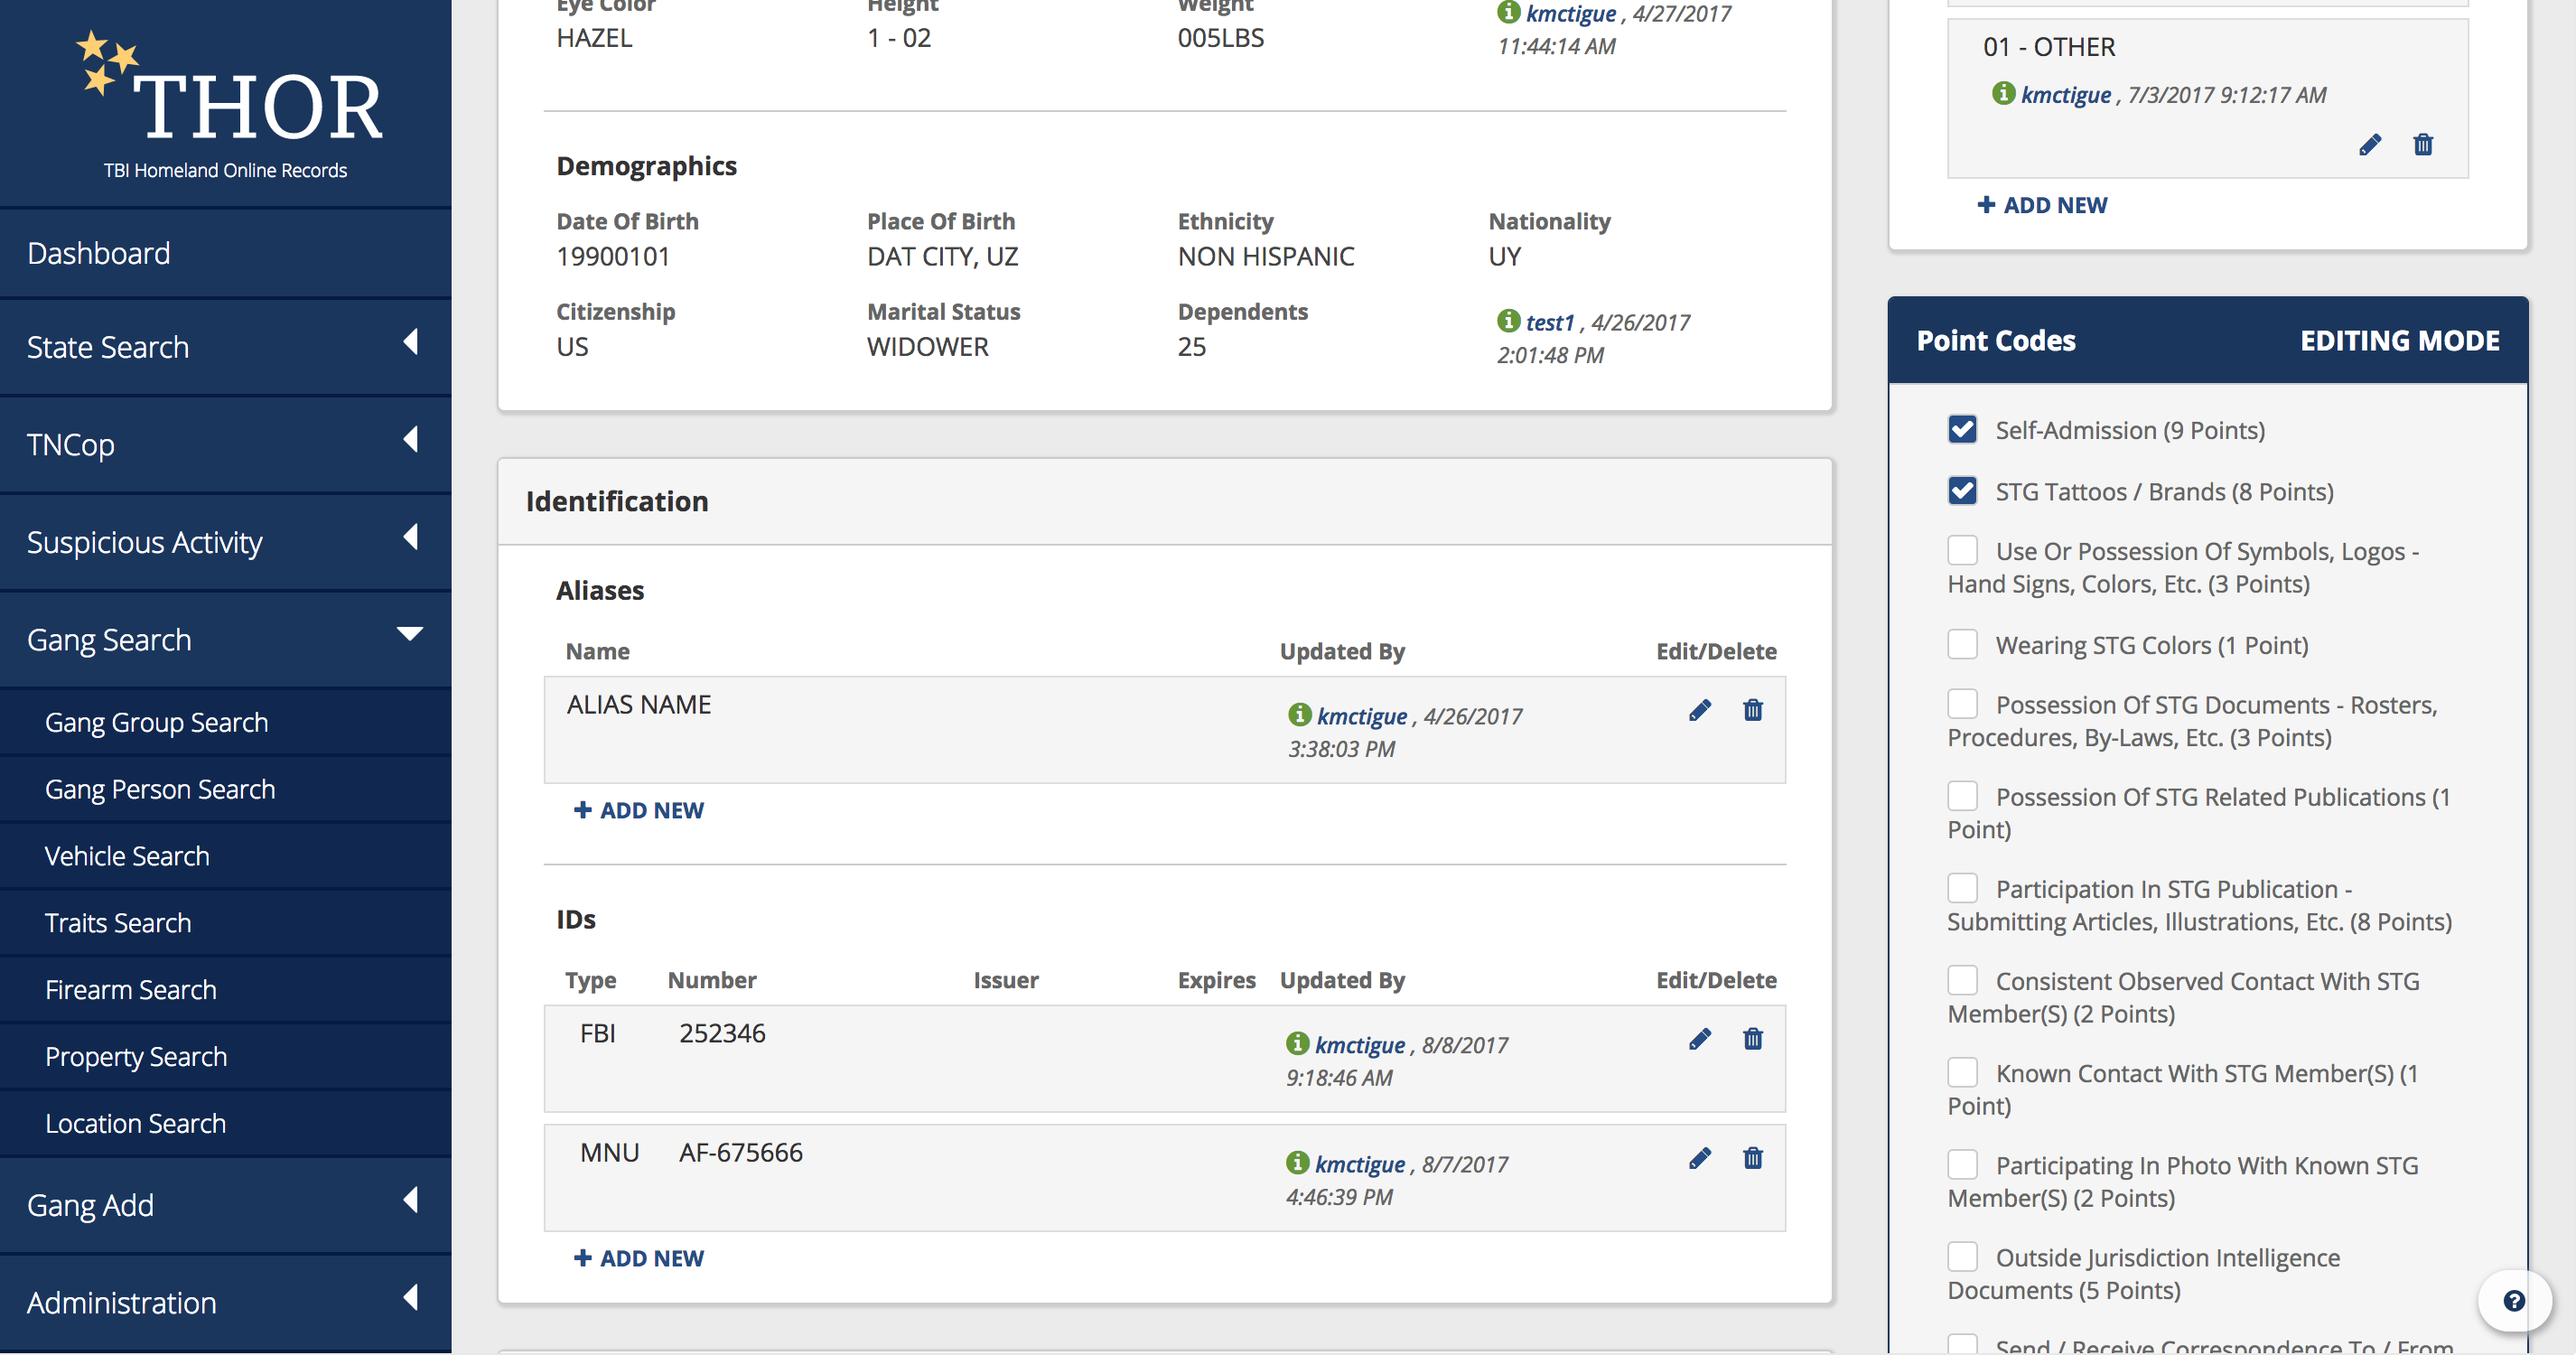 THOR
TBI Homeland Online Records
Dashboard
State Search
TNCop
Suspicious Activity
Gang Search
Gang Group Search
Gang Person Search
Vehicle Search
Traits Search
Firearm Search
Property Search
Location Search
Gang Add
Administration
Eye Color Height Weight
HAZEL 1 - 02 005LBS
kmctigue , 4/27/2017
11:44:14 AM
Demographics
Date Of Birth Place Of Birth Ethnicity Nationality
19900101 DAT CITY, UZ NON HISPANIC UY
Citizenship Marital Status Dependents
US WIDOWER 25
test1 , 4/26/2017
2:01:48 PM
Identification
Aliases
Name Updated By Edit/Delete
ALIAS NAME kmctigue , 4/26/2017
3:38:03 PM
+ ADD NEW
IDs
Type Number Issuer Expires Updated By Edit/Delete
FBI 252346 kmctigue , 8/8/2017
9:18:46 AM
MNU AF-675666 kmctigue , 8/7/2017
4:46:39 PM
+ ADD NEW
01 - OTHER
kmctigue , 7/3/2017 9:12:17 AM
+ ADD NEW
Point Codes EDITING MODE
Self-Admission (9 Points)
STG Tattoos / Brands (8 Points)
Use Or Possession Of Symbols, Logos -
Hand Signs, Colors, Etc. (3 Points)
Wearing STG Colors (1 Point)
Possession Of STG Documents - Rosters,
Procedures, By-Laws, Etc. (3 Points)
Possession Of STG Related Publications (1
Point)
Participation In STG Publication -
Submitting Articles, Illustrations, Etc. (8 Points)
Consistent Observed Contact With STG
Member(S) (2 Points)
Known Contact With STG Member(S) (1
Point)
Participating In Photo With Known STG
Member(S) (2 Points)
Outside Jurisdiction Intelligence
Documents (5 Points)
Send / Receive Correspondence To / From